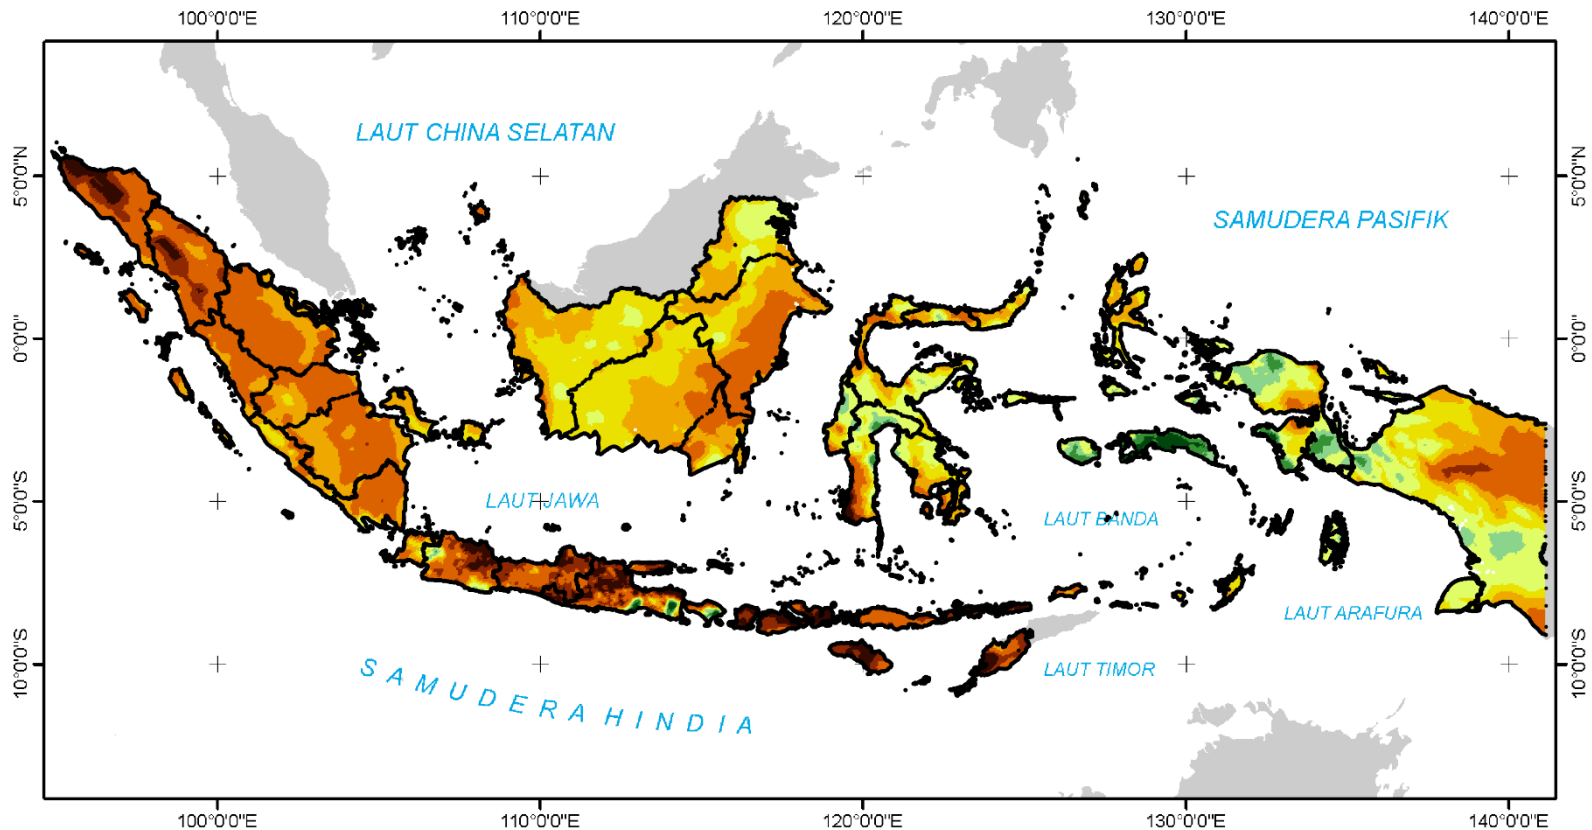 100°0'0"E 110°0'0"E 120°0'0"E 130°0'0"E 140°0'0"E
LAUT CHINA SELATAN
5°0'0"N
5°0'0"N
SAMUDERA PASIFIK
0°0'0"
0°0'0"
LAUT JAWA
5°0'0"S
5°0'0"S
LAUT BANDA
LAUT ARAFURA
10°0'0"S
10°0'0"S
LAUT TIMOR
SAMUDERA HINDIA
100°0'0"E 110°0'0"E 120°0'0"E 130°0'0"E 140°0'0"E